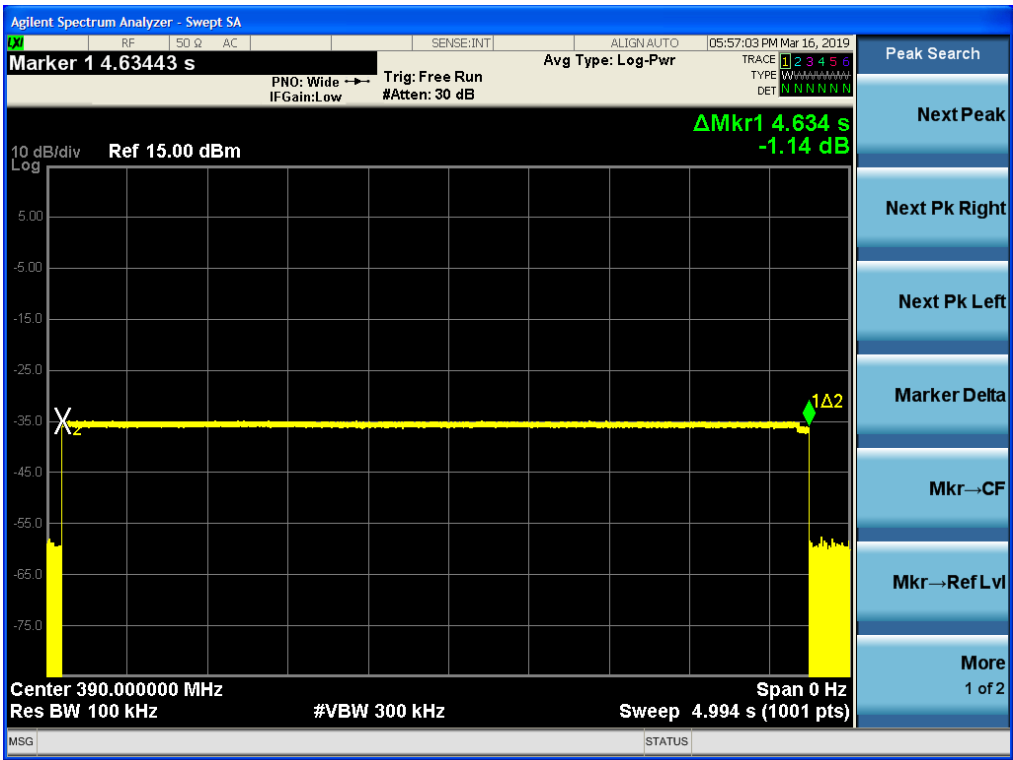 Agilent Spectrum Analyzer - Swept SA
LXI RF 50 Ω AC SENSE:INT ALIGNAUTO 05:57:03 PM Mar 16, 2019
Marker 1 4.63443 s
PNO: Wide
IFGain:Low
Trig: Free Run
#Atten: 30 dB
Avg Type: Log-Pwr
TRACE 1 2 3 4 5 6
TYPE WWWWWW
DET N N N N N N
Peak Search
Next Peak
Next Pk Right
Next Pk Left
Marker Delta
Mkr→CF
Mkr→Ref Lvl
More
1 of 2
ΔMkr1 4.634 s
-1.14 dB
10 dB/div Ref 15.00 dBm
Log
5.00
-5.00
-15.0
-25.0
-35.0
-45.0
-55.0
-65.0
-75.0
2
1Δ2
Center 390.000000 MHz Span 0 Hz
Res BW 100 kHz #VBW 300 kHz Sweep 4.994 s (1001 pts)
MSG STATUS